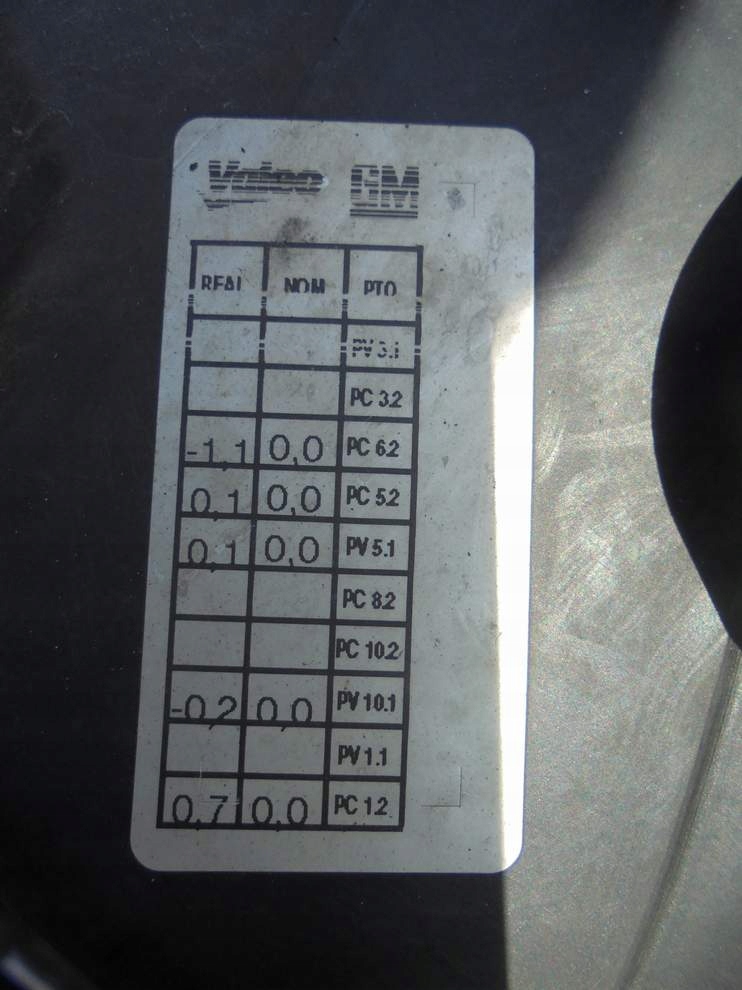 Valeo GM
REAL NOM PTO
PV 3.1
PC 3.2
-1,1 0,0 PC 6.2
0,1 0,0 PC 5.2
0,1 0,0 PV 5.1
PC 8.2
PC 10.2
-0,2 0,0 PV 10.1
PV 1.1
0,7 0,0 PC 1.2